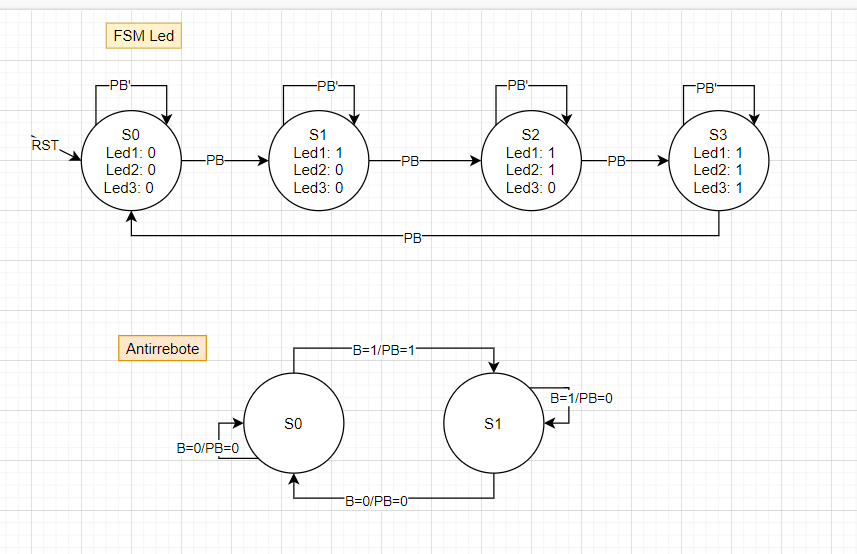 FSM Led
PB'
PB'
PB'
PB'
RST
S0
Led1: 0
Led2: 0
Led3: 0
PB
S1
Led1: 1
Led2: 0
Led3: 0
PB
S2
Led1: 1
Led2: 1
Led3: 0
PB
S3
Led1: 1
Led2: 1
Led3: 1
PB
Antirrebote
B=1/PB=1
S0
S1
B=1/PB=0
B=0/PB=0
B=0/PB=0